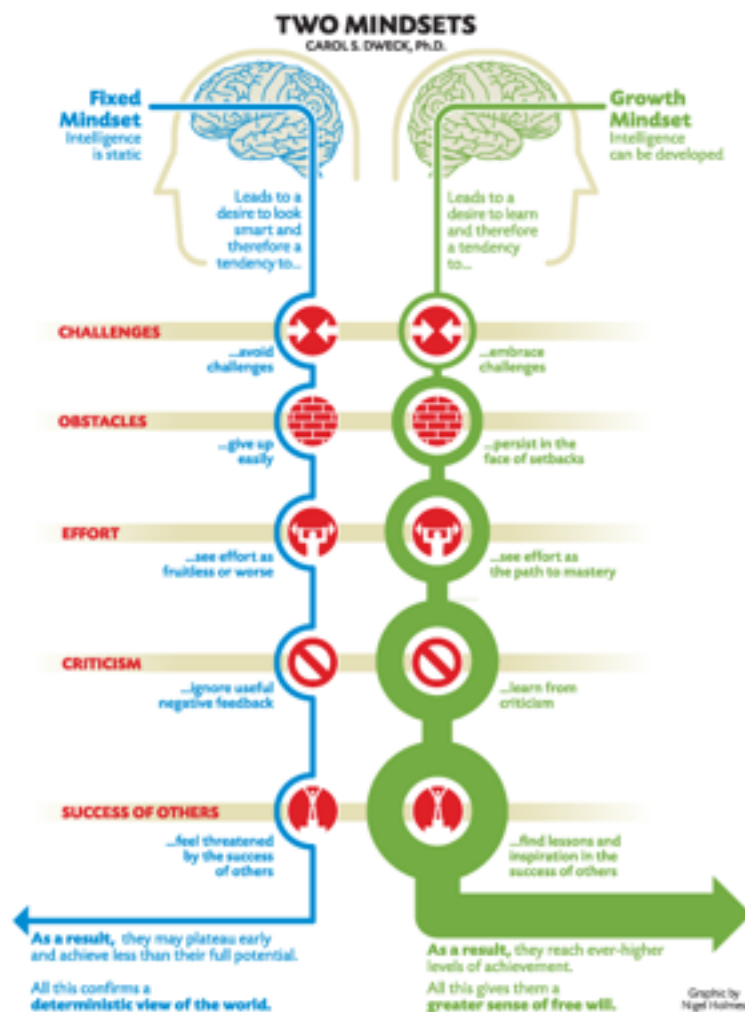 TWO MINDSETS
CAROL S. DWECK, Ph.D.
Fixed
Mindset
Intelligence
is static
Growth
Mindset
Intelligence
can be developed
Leads to a
desire to look
smart and
therefore a
tendency to...
Leads to a
desire to learn
and therefore
a tendency
to...
CHALLENGES
...avoid
challenges
...embrace
challenges
OBSTACLES
...give up
easily
...persist in the
face of setbacks
EFFORT
...see effort as
fruitless or worse
...see effort as
the path to mastery
CRITICISM
...ignore useful
negative feedback
...learn from
criticism
SUCCESS OF OTHERS
...feel threatened
by the success
of others
...find lessons and
inspiration in the
success of others
As a result, they may plateau early
and achieve less than their full potential.
All this confirms a
deterministic view of the world.
As a result, they reach ever-higher
levels of achievement.
All this gives them a
greater sense of free will.
Graphic by
Nigel Holmes